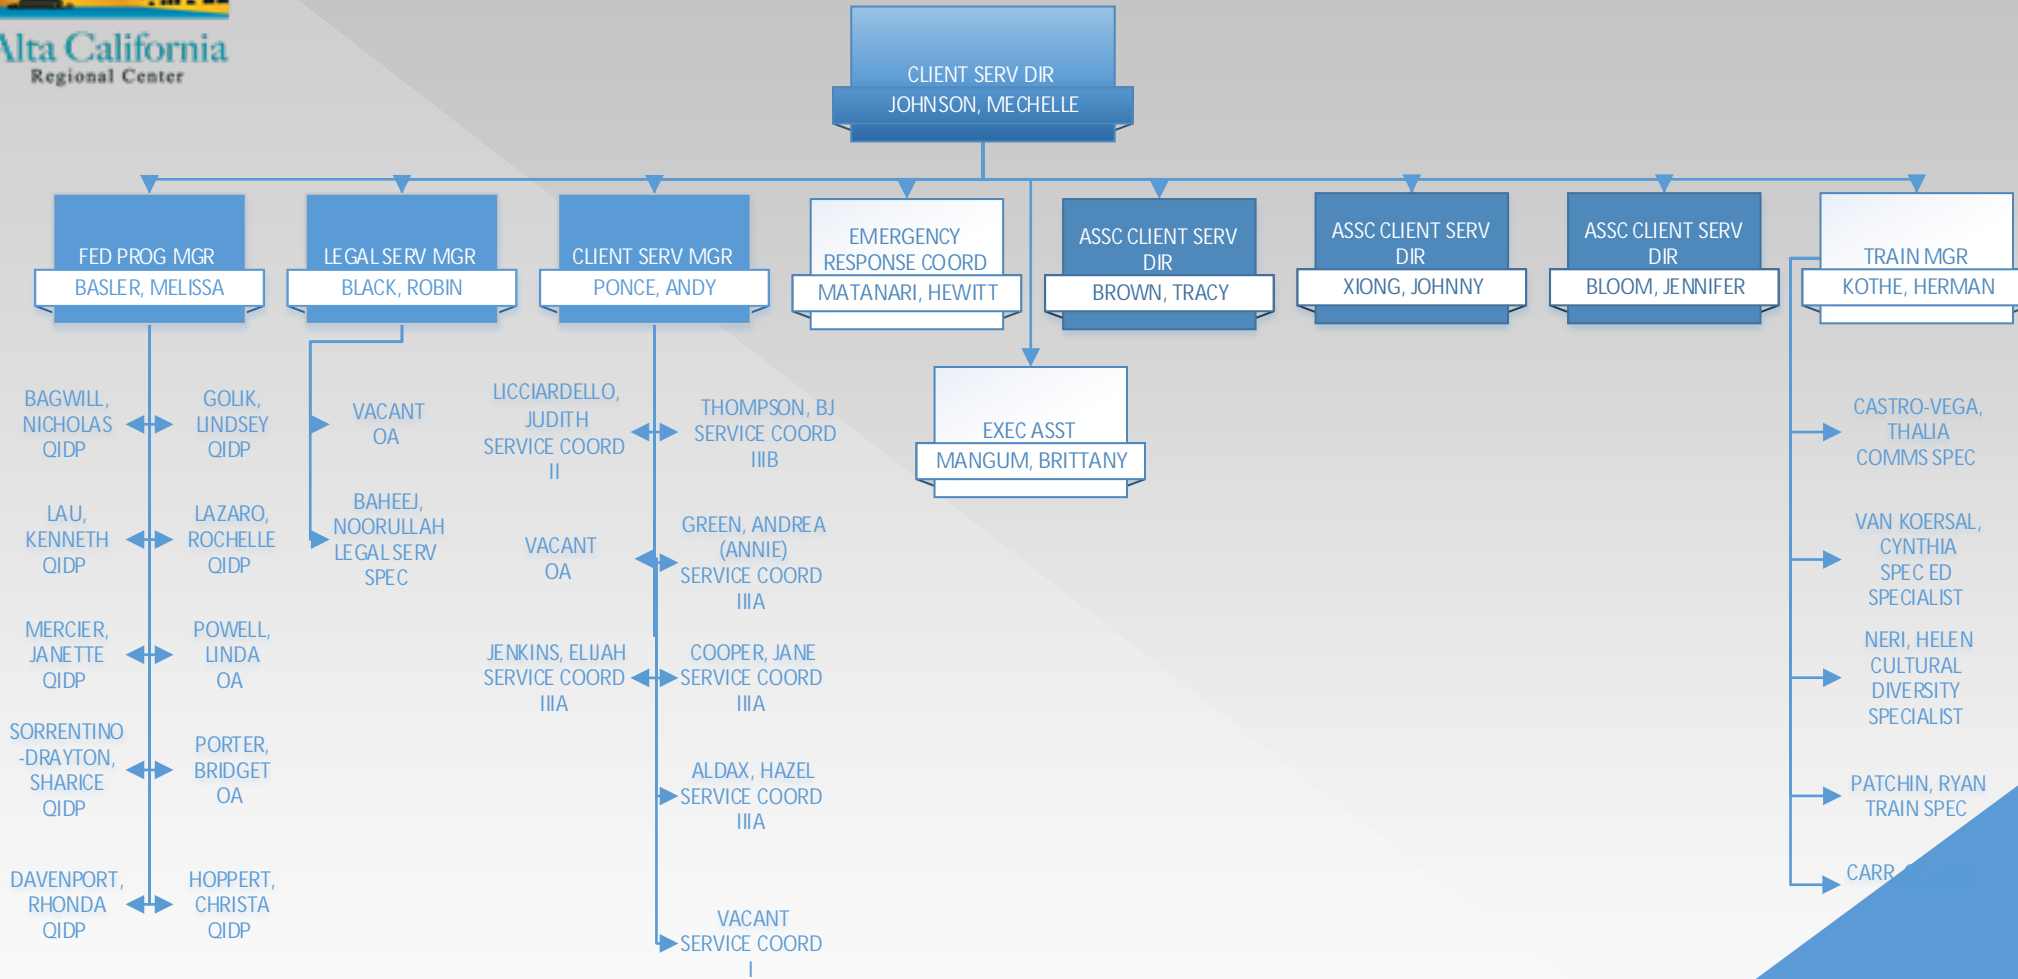 Alta California
Regional Center
CLIENT SERV DIR
JOHNSON, MECHELLE
FED PROG MGR
BASLER, MELISSA
LEGAL SERV MGR
BLACK, ROBIN
CLIENT SERV MGR
PONCE, ANDY
EMERGENCY
RESPONSE COORD
MATANARI, HEWITT
ASSC CLIENT SERV
DIR
BROWN, TRACY
ASSC CLIENT SERV
DIR
XIONG, JOHNNY
ASSC CLIENT SERV
DIR
BLOOM, JENNIFER
TRAIN MGR
KOTHE, HERMAN
EXEC ASST
MANGUM, BRITTANY
BAGWILL,
NICHOLAS
QIDP
GOLIK,
LINDSEY
QIDP
LAU,
KENNETH
QIDP
LAZARO,
ROCHELLE
QIDP
MERCIER,
JANETTE
QIDP
POWELL,
LINDA
OA
SORRENTINO
-DRAYTON,
SHARICE
QIDP
PORTER,
BRIDGET
OA
DAVENPORT,
RHONDA
QIDP
HOPPERT,
CHRISTA
QIDP
VACANT
OA
BAHEEJ,
NOORULLAH
LEGAL SERV
SPEC
LICCIARDELLO,
JUDITH
SERVICE COORD
II
THOMPSON, BJ
SERVICE COORD
IIIB
VACANT
OA
GREEN, ANDREA
(ANNIE)
SERVICE COORD
IIIA
JENKINS, ELIJAH
SERVICE COORD
IIIA
COOPER, JANE
SERVICE COORD
IIIA
ALDAX, HAZEL
SERVICE COORD
IIIA
VACANT
SERVICE COORD
I
CASTRO-VEGA,
THALIA
COMMS SPEC
VAN KOERSAL,
CYNTHIA
SPEC ED
SPECIALIST
NERI, HELEN
CULTURAL
DIVERSITY
SPECIALIST
PATCHIN, RYAN
TRAIN SPEC
CARR,